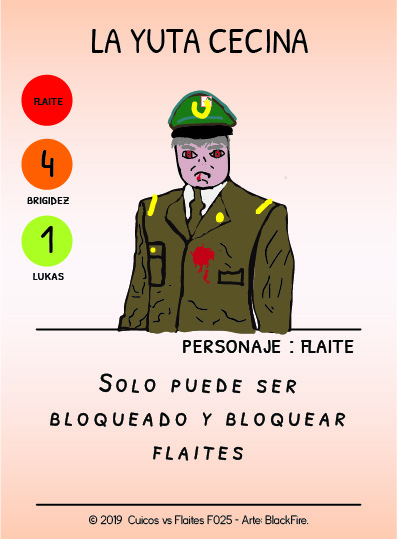 LA YUTA CECINA
FLAITE
4
BRIGIDEZ
1
LUKAS
PERSONAJE : FLAITE
SOLO PUEDE SER
BLOQUEADO Y BLOQUEAR
FLAITES
© 2019 Cuicos vs Flaites F025 - Arte: BlackFire.